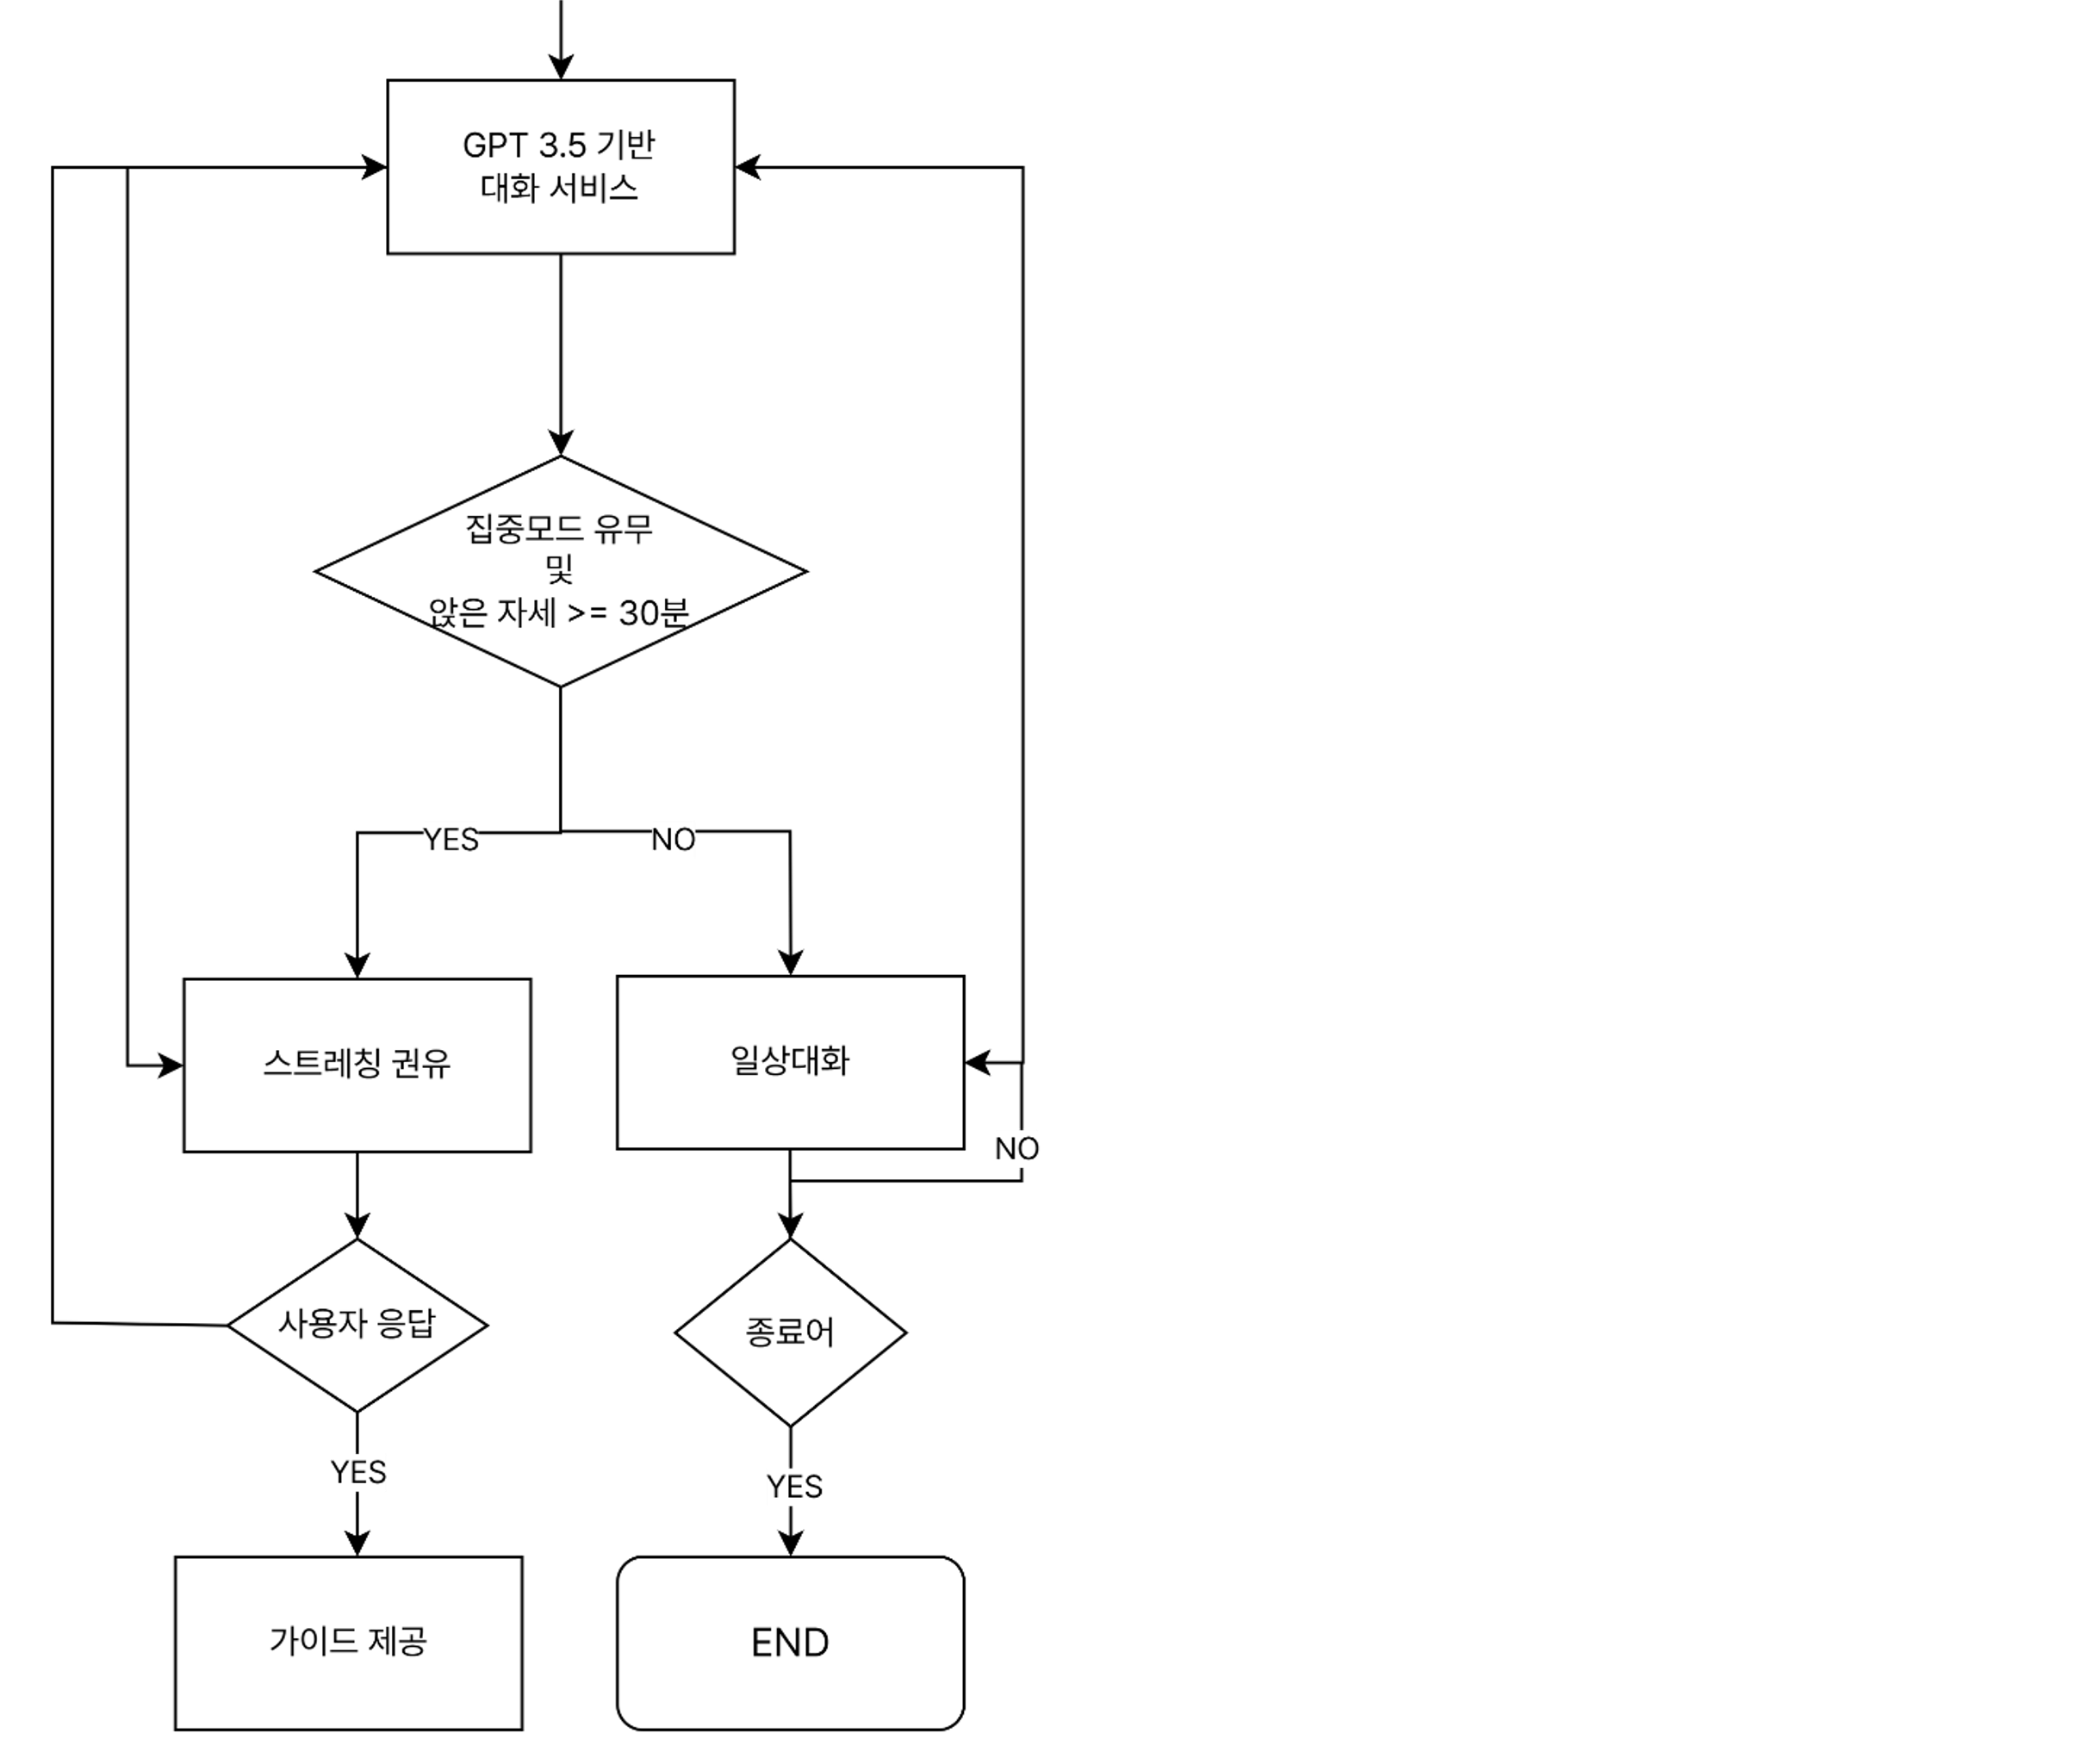 GPT 3.5 기반
대화 서비스
집중모드 유무
및
앉은 자세 >= 30분
YES
NO
스트레칭 권유
일상대화
NO
사용자 응답
종료어
YES
YES
가이드 제공
END